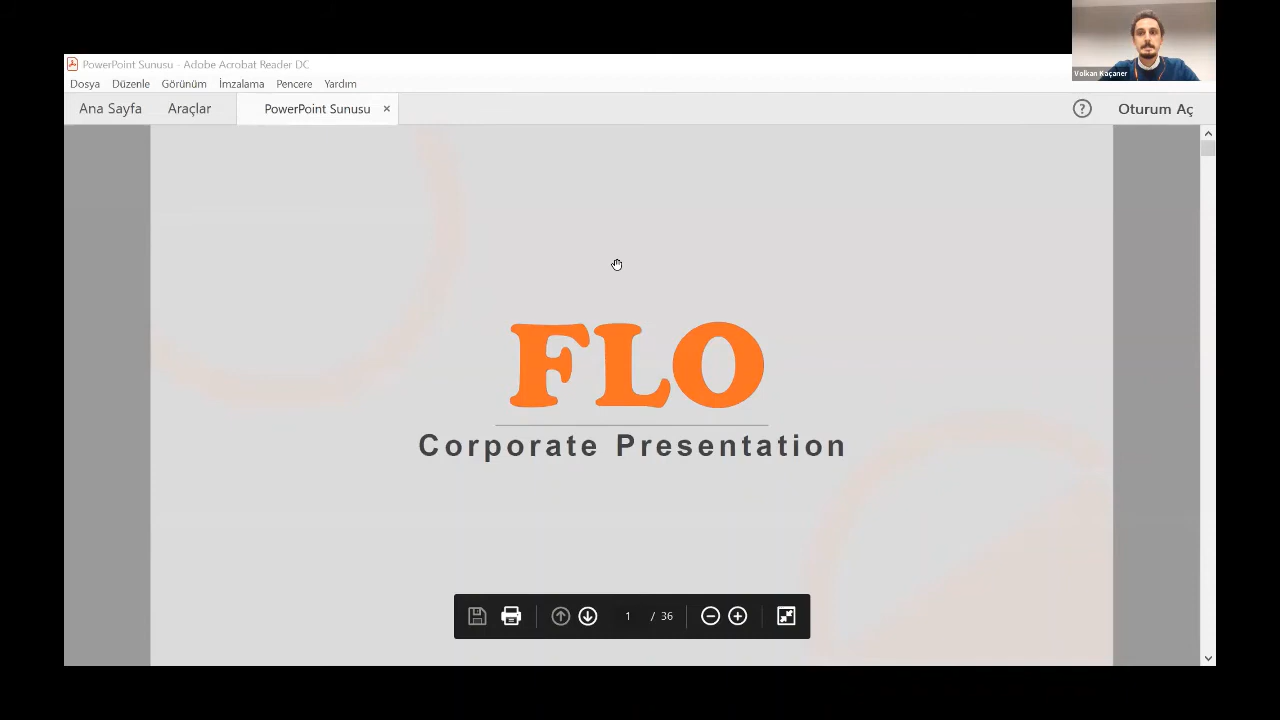 PowerPoint Sunusu - Adobe Acrobat Reader DC
Volkan Kaçaner
Dosya Düzenle Görünüm İmzalama Pencere Yardım
Ana Sayfa Araçlar PowerPoint Sunusu × ? Oturum Aç
FLO
Corporate Presentation
1 / 36